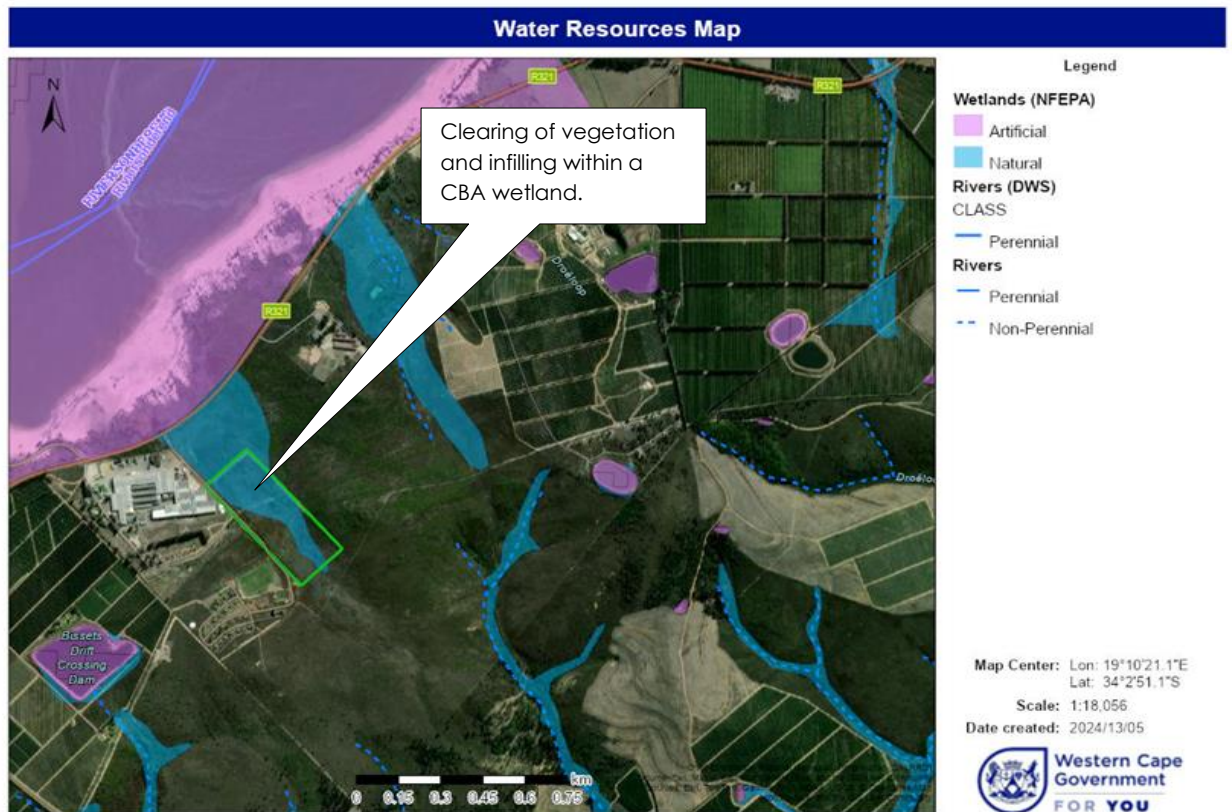 Water Resources Map
N
R321
R321
Clearing of vegetation
and infilling within a
CBA wetland.
Droëloop
R321
Bissets
Drift
Crossing
Dam
km
0 0.15 0.3 0.45 0.6 0.75
Legend
Wetlands (NFEPA)
Artificial
Natural
Rivers (DWS)
CLASS
Perennial
Rivers
Perennial
Non-Perennial
Map Center: Lon: 19°10'21.1"E
Lat: 34°2'51.1"S
Scale: 1:18,056
Date created: 2024/13/05
Western Cape
Government
FOR YOU